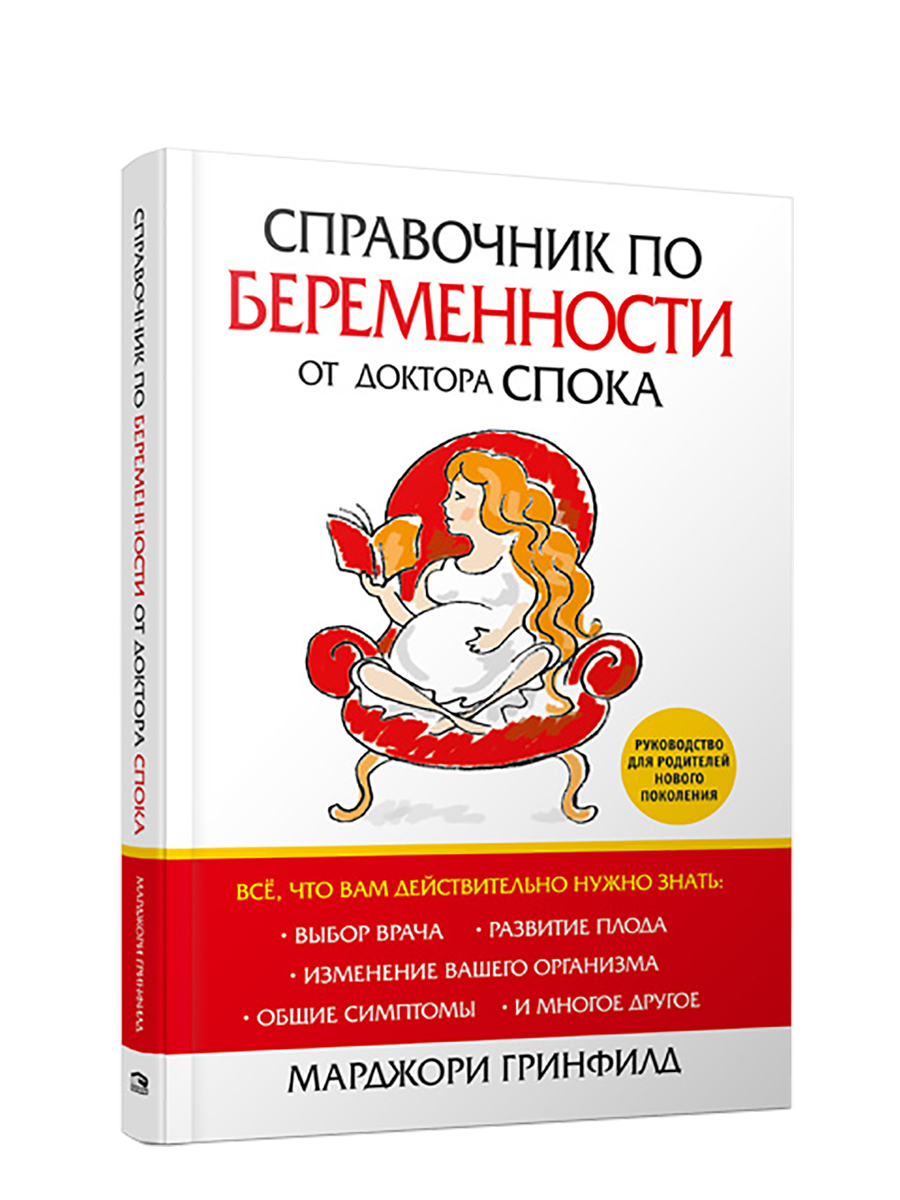 СПРАВОЧНИК ПО
БЕРЕМЕННОСТИ
ОТ ДОКТОРА СПОКА
РУКОВОДСТВО
ДЛЯ РОДИТЕЛЕЙ
НОВОГО
ПОКОЛЕНИЯ
ВСЁ, ЧТО ВАМ ДЕЙСТВИТЕЛЬНО НУЖНО ЗНАТЬ:
• ВЫБОР ВРАЧА • РАЗВИТИЕ ПЛОДА
• ИЗМЕНЕНИЕ ВАШЕГО ОРГАНИЗМА
• ОБЩИЕ СИМПТОМЫ • И МНОГОЕ ДРУГОЕ
МАРДЖОРИ ГРИНФИЛД
СПРАВОЧНИК ПО БЕРЕМЕННОСТИ ОТ ДОКТОРА СПОКА
МАРДЖОРИ ГРИНФИЛД